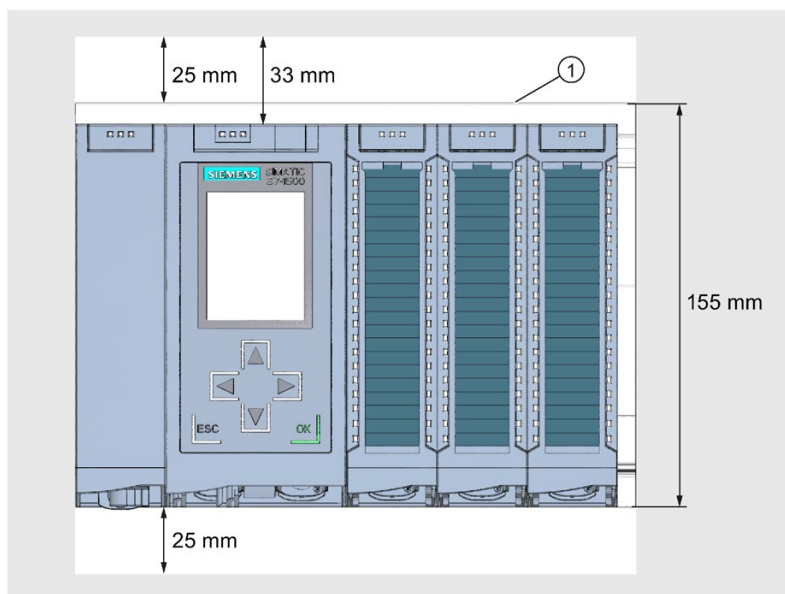 25 mm
33 mm
1
SIEMENS
SIMATIC
S7-1500
155 mm
ESC
OK
25 mm